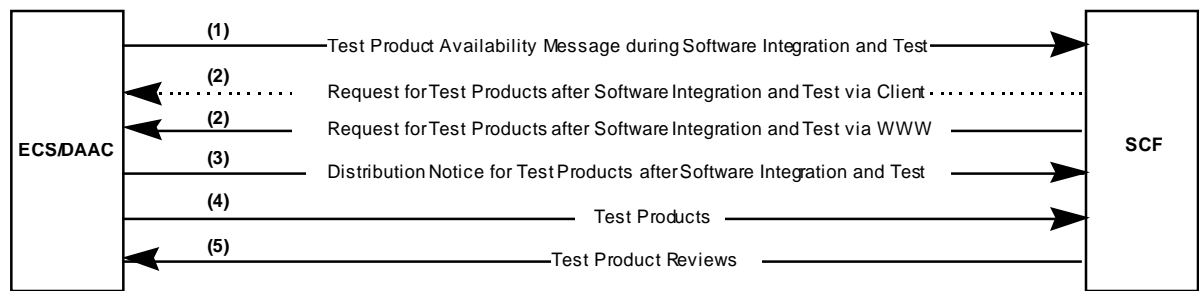 (1)
Test Product Availability Message during Software Integration and Test
(2)
Request for Test Products after Software Integration and Test via Client
(2)
Request for Test Products after Software Integration and Test via WWW
ECS/DAAC
SCF
(3)
Distribution Notice for Test Products after Software Integration and Test
(4)
Test Products
(5)
Test Product Reviews